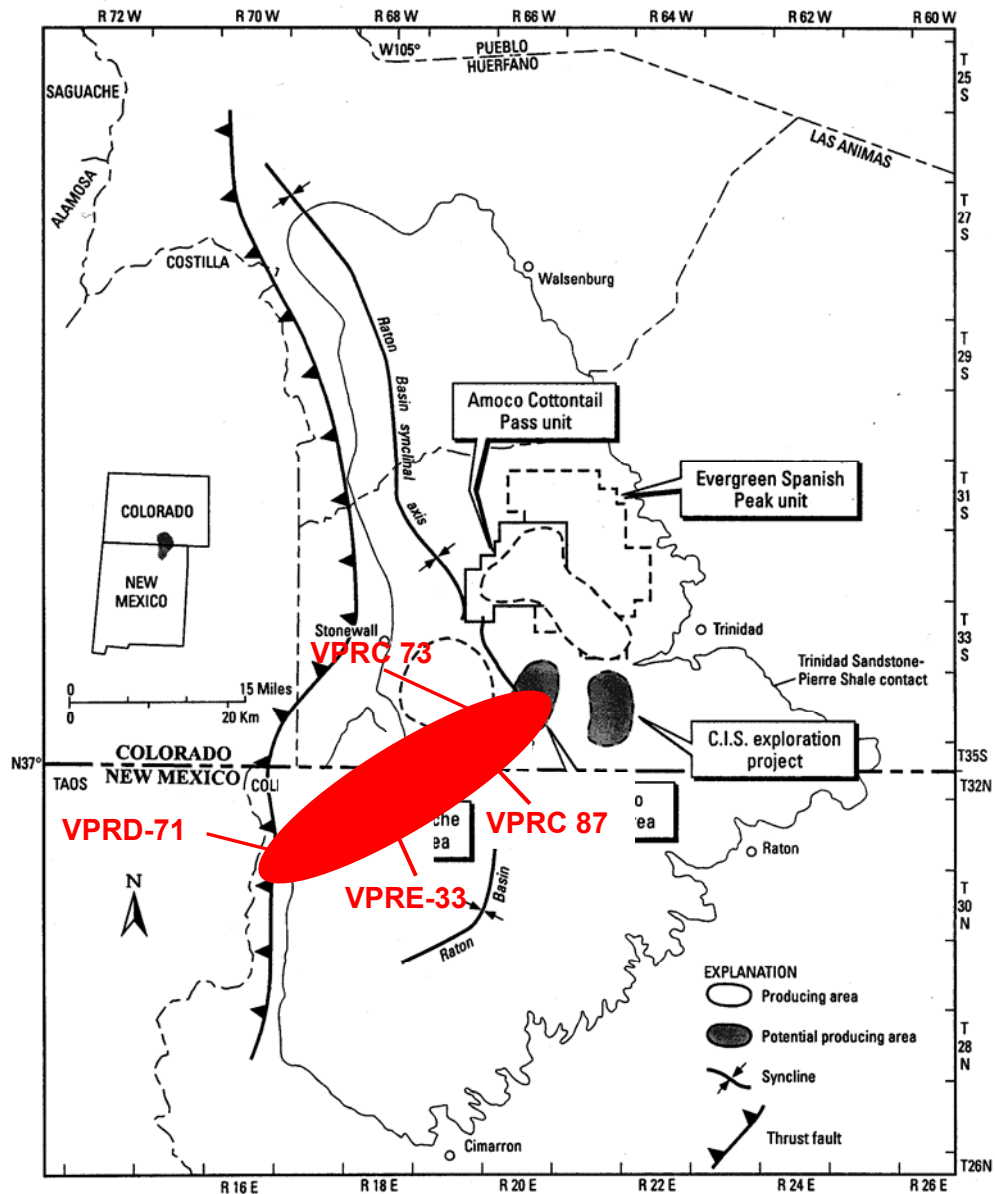 R 72 W
R 70 W
R 68 W
R 66 W
R 64 W
R 62 W
R 60 W
W105°
PUEBLO
HUERFANO
T
25
S
SAGUACHE
LAS ANIMAS
ALAMOSA
T
27
S
COSTILLA
Walsenburg
T
29
S
Raton
Basin
synclinal
axis
Amoco Cottontail
Pass unit
Evergreen Spanish
Peak unit
T
31
S
COLORADO
NEW
MEXICO
Stonewall
VPRC 73
Trinidad
T
33
S
Trinidad Sandstone-
Pierre Shale contact
0
15 Miles
0
20 Km
C.I.S. exploration
project
COLORADO
N37°
T35S
NEW MEXICO
TAOS
COL
T32N
che
ea
o
rea
VPRD-71
VPRC 87
Raton
VPRE-33
N
Basin
Raton
T
30
N
EXPLANATION
Producing area
Potential producing area
Syncline
Thrust fault
T
28
N
Cimarron
T26N
R 16 E
R 18 E
R 20 E
R 22 E
R 24 E
R 26 E